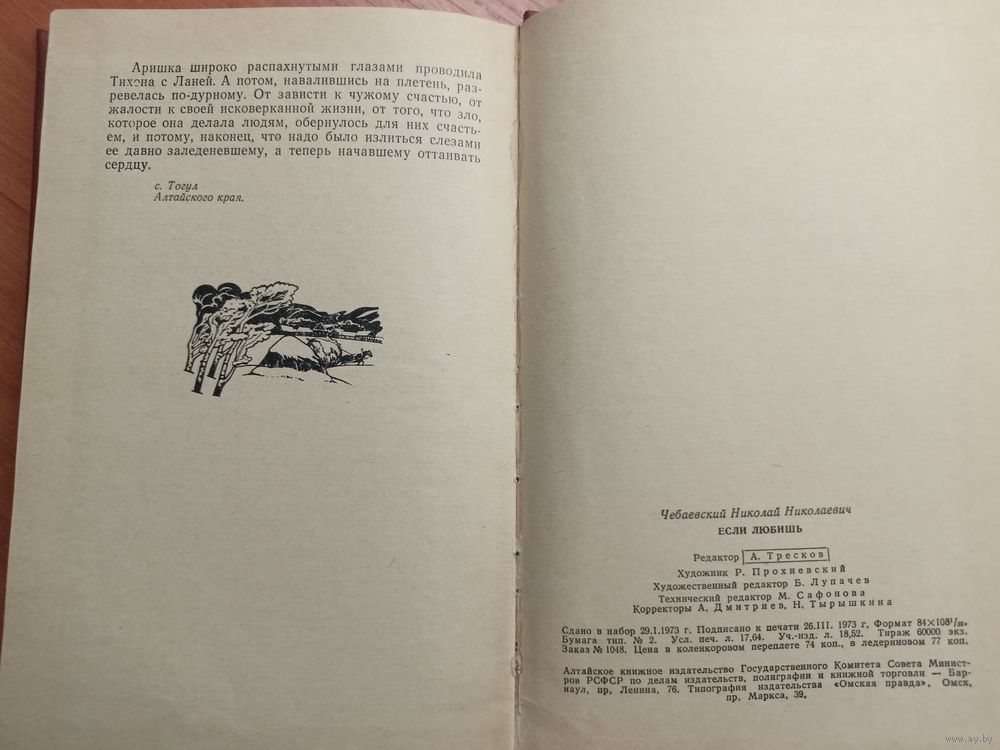 Аришка широко распахнутыми глазами проводила
Тихона с Ланей. А потом, навалившись на плетень, раз-
ревелась по-дурному. От зависти к чужому счастью, от
жалости к своей исковерканной жизни, от того, что зло,
которое она делала людям, обернулось для них счасть-
ем, и потому, наконец, что надо было излиться слезами
ее давно заледеневшему, а теперь начавшему оттаивать
сердцу.
с. Тогул
Алтайского края.
Чебаевский Николай Николаевич
ЕСЛИ ЛЮБИШЬ
Редактор А. Тресков
Художник Р. Прохневский
Художественный редактор Б. Лупачев
Технический редактор М. Сафонова
Корректоры А. Дмитриев, Н. Тырышкина
Сдано в набор 29.I.1973 г. Подписано к печати 26.III. 1973 г. Формат 84×108¹/₃₂.
Бумага тип. № 2. Усл. печ. л. 17,64. Уч.-изд. л. 18,52. Тираж 60000 экз.
Заказ № 1048. Цена в коленкоровом переплете 74 коп., в ледериновом 77 коп.
Алтайское книжное издательство Государственного Комитета Совета Минист-
ров РСФСР по делам издательств, полиграфии и книжной торговли — Бар-
наул, пр. Ленина, 76. Типография издательства «Омская правда», Омск,
пр. Маркса, 39.
www.ay.by